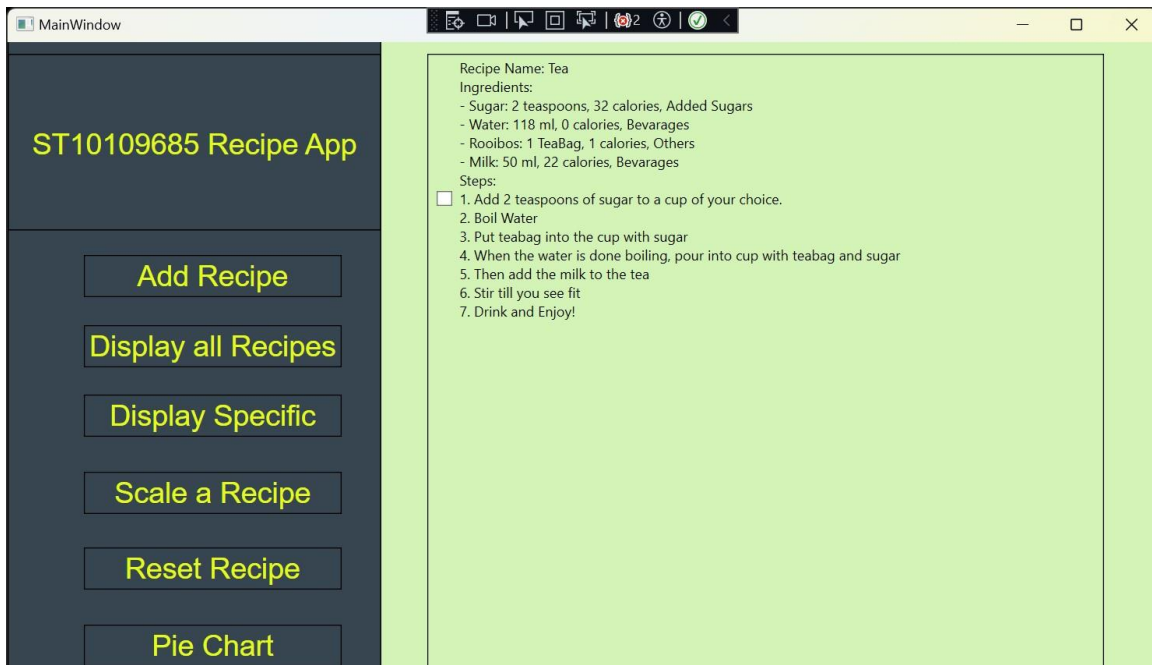 MainWindow
2
ST10109685 Recipe App
Add Recipe
Display all Recipes
Display Specific
Scale a Recipe
Reset Recipe
Pie Chart
Recipe Name: Tea
Ingredients:
- Sugar: 2 teaspoons, 32 calories, Added Sugars
- Water: 118 ml, 0 calories, Bevarages
- Rooibos: 1 TeaBag, 1 calories, Others
- Milk: 50 ml, 22 calories, Bevarages
Steps:
1. Add 2 teaspoons of sugar to a cup of your choice.
2. Boil Water
3. Put teabag into the cup with sugar
4. When the water is done boiling, pour into cup with teabag and sugar
5. Then add the milk to the tea
6. Stir till you see fit
7. Drink and Enjoy!